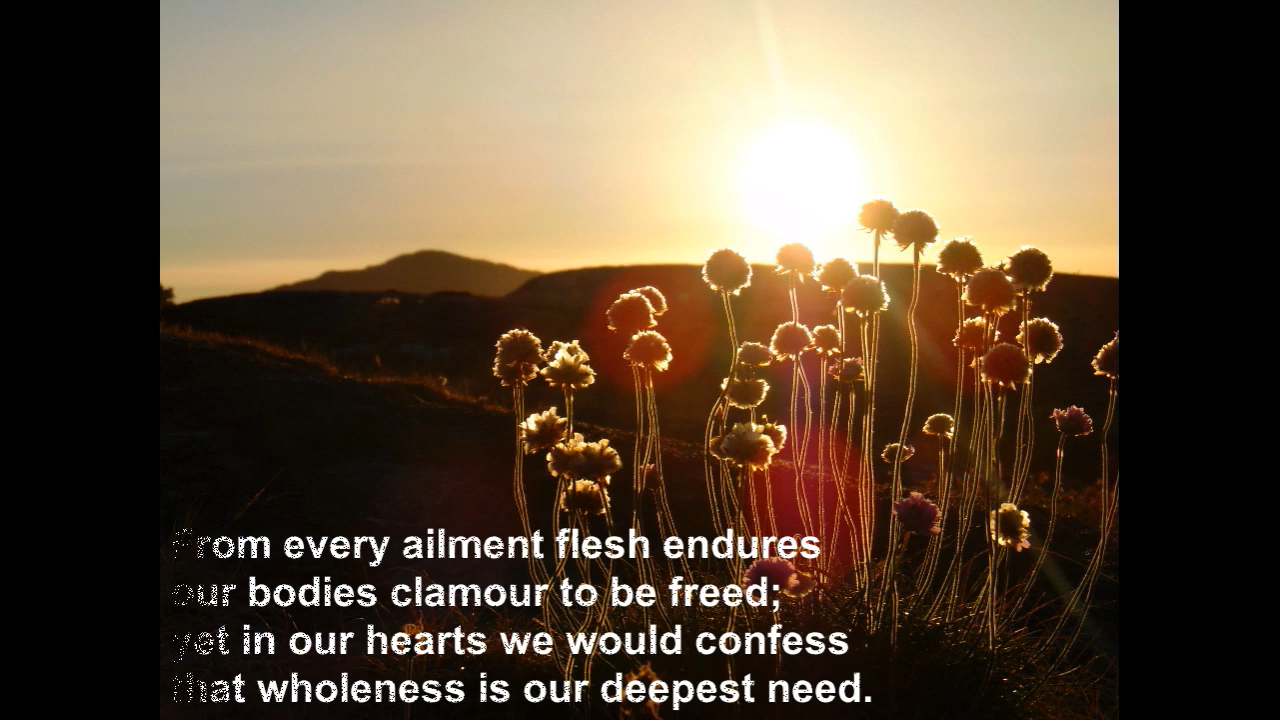 From every ailment flesh endures
our bodies clamour to be freed;
yet in our hearts we would confess
that wholeness is our deepest need.